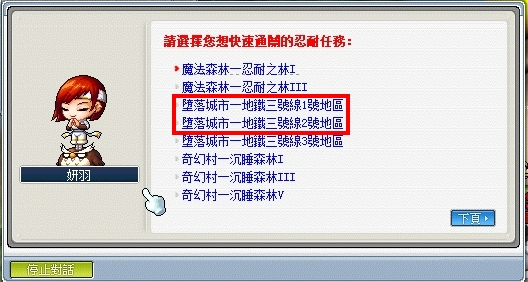 請選擇您想快速通關的忍耐任務：
魔法森林—忍耐之林I
魔法森林—忍耐之林III
墮落城市—地鐵三號線1號地區
墮落城市—地鐵三號線2號地區
墮落城市—地鐵三號線3號地區
奇幻村—沉睡森林I
奇幻村—沉睡森林III
奇幻村—沉睡森林V
妍羽
下頁
停止對話